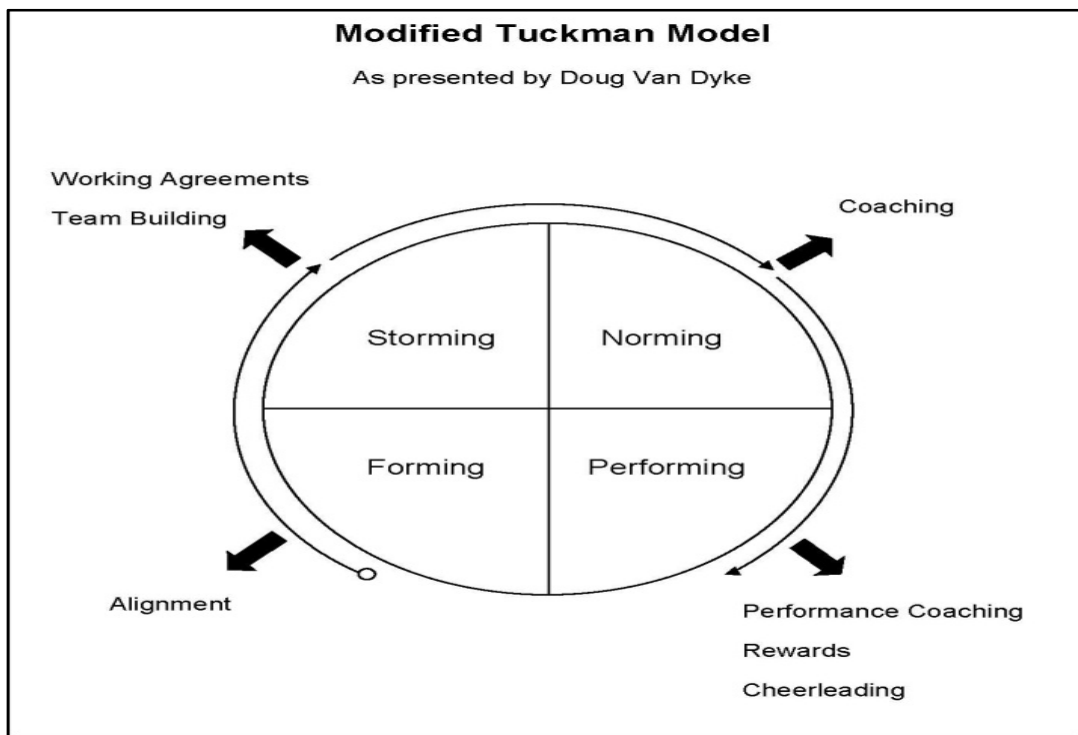 Modified Tuckman Model
As presented by Doug Van Dyke
Working Agreements
Team Building
Coaching
Storming
Norming
Forming
Performing
Alignment
Performance Coaching
Rewards
Cheerleading